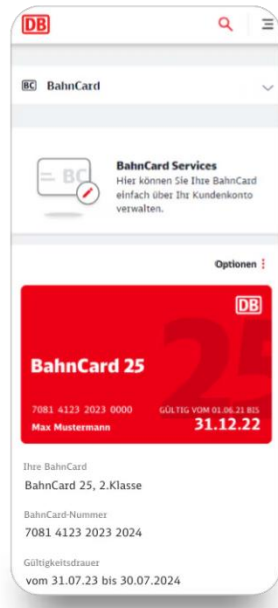 DB
BC BahnCard
BC
BahnCard Services
Hier können Sie Ihre BahnCard
einfach über Ihr Kundenkonto
verwalten.
Optionen
DB
25
BahnCard 25
7081 4123 2023 0000 GÜLTIG VOM 01.06.21 BIS
Max Mustermann 31.12.22
Ihre BahnCard
BahnCard 25, 2.Klasse
BahnCard-Nummer
7081 4123 2023 2024
Gültigkeitsdrauer
vom 31.07.23 bis 30.07.2024